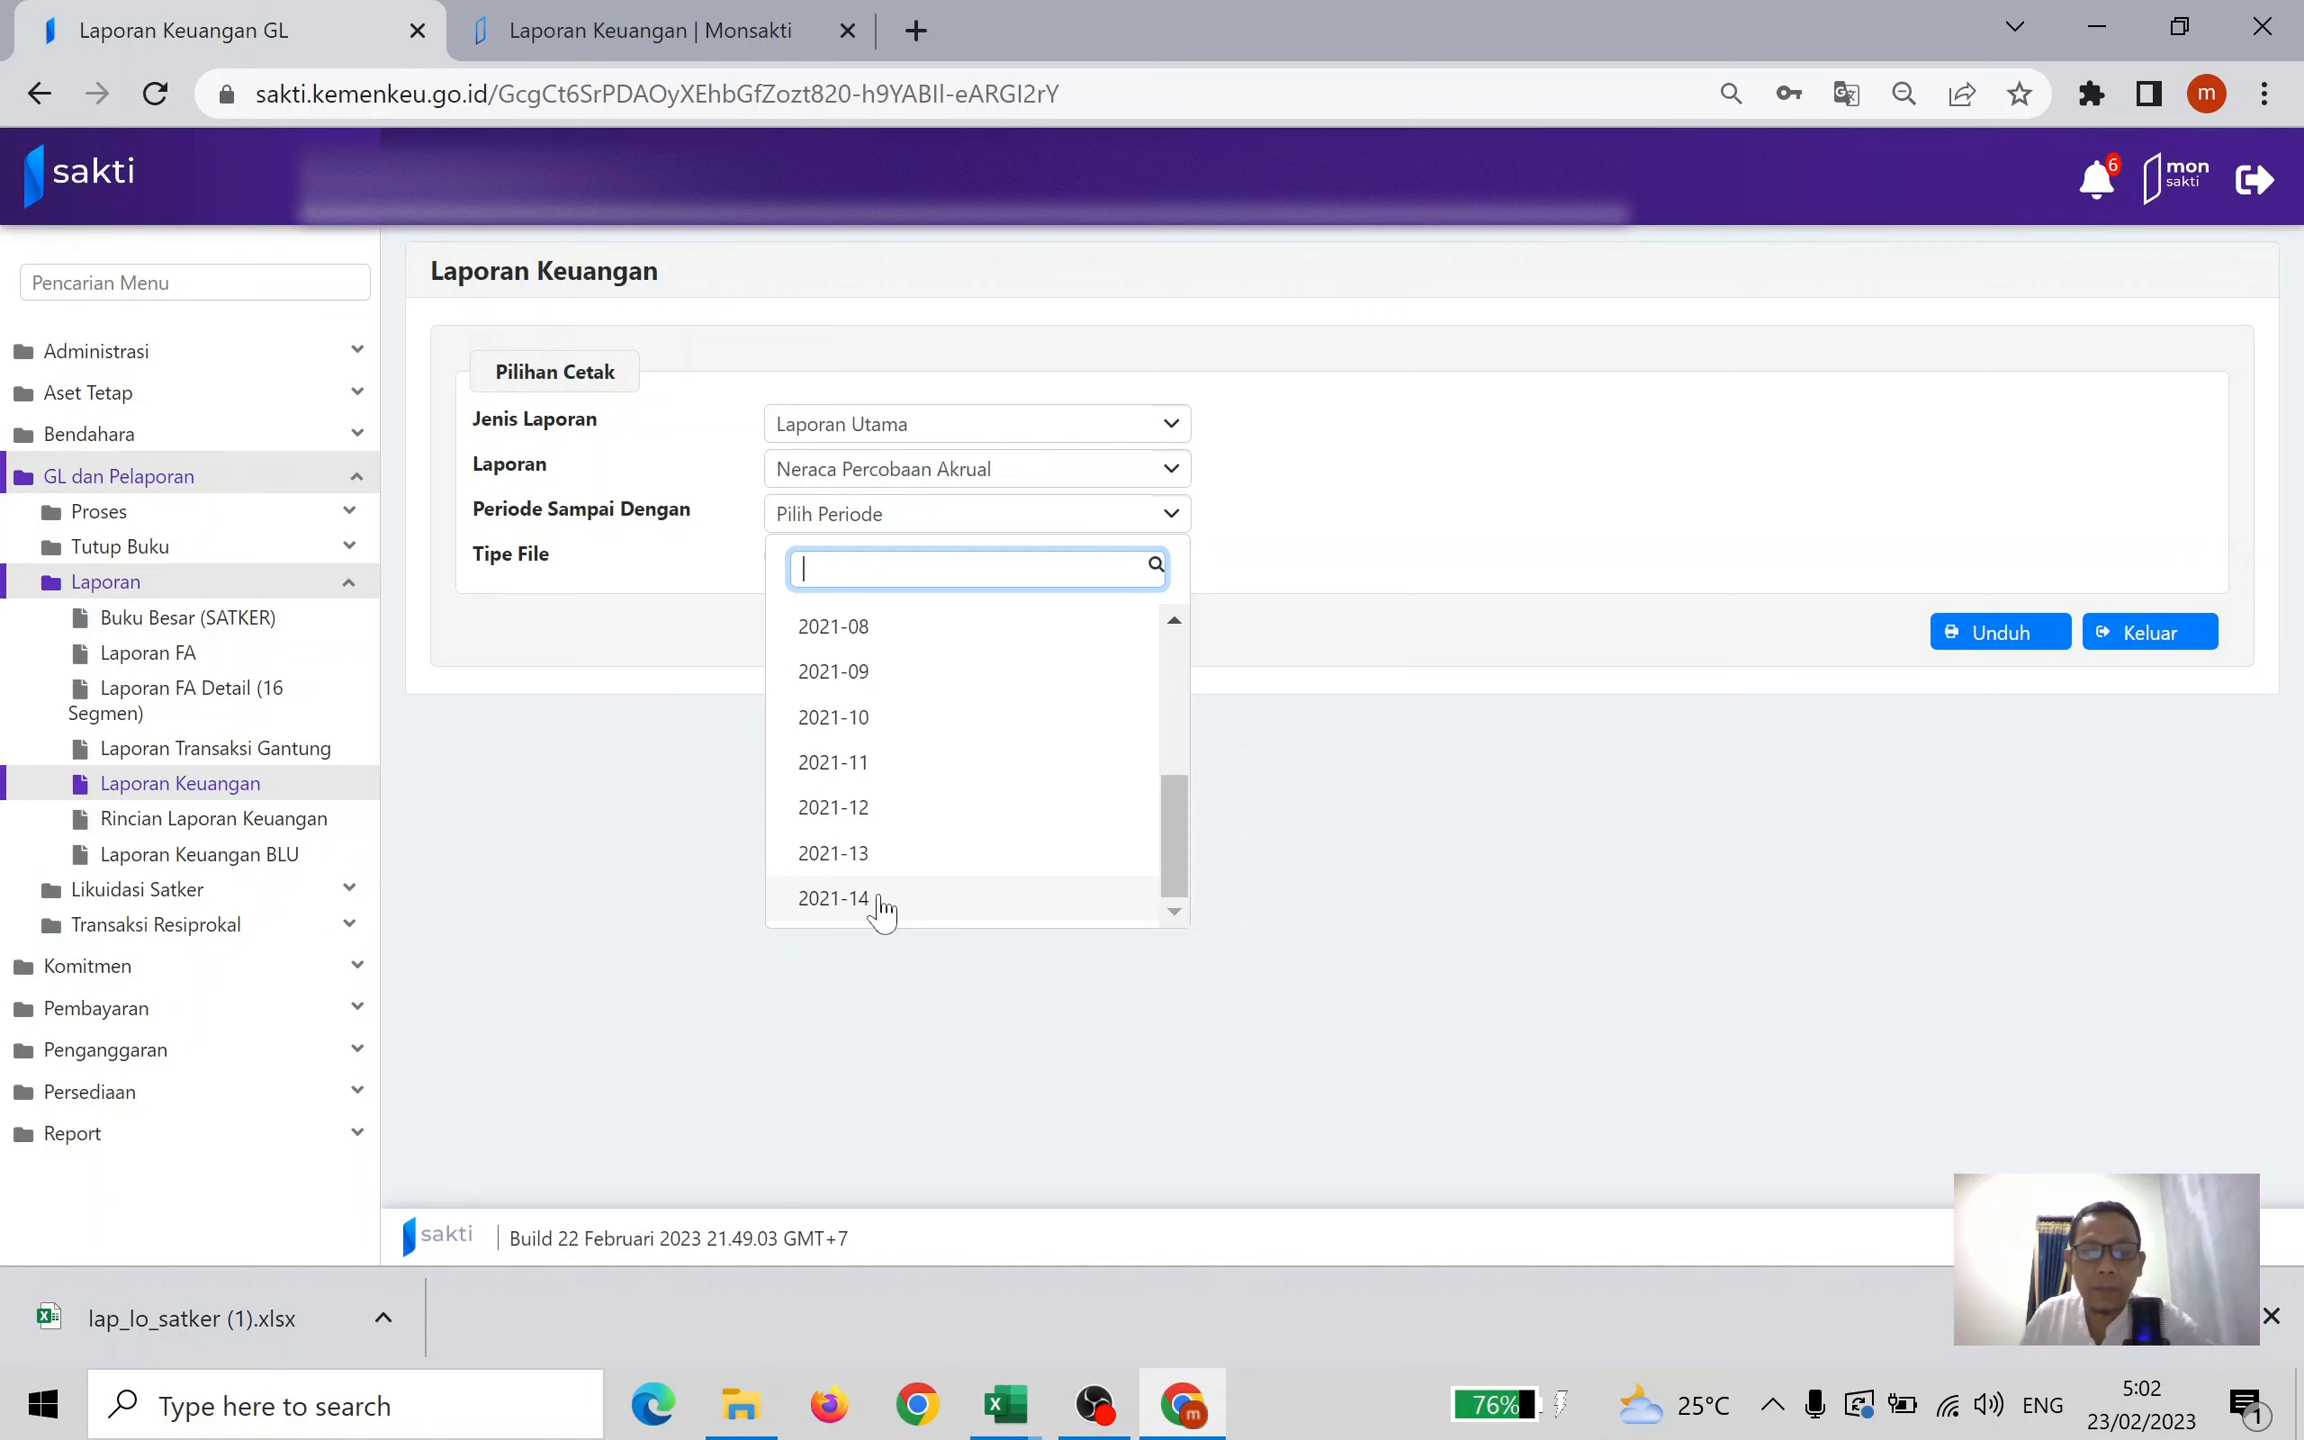 Laporan Keuangan GL
Laporan Keuangan | Monsakti
sakti.kemenkeu.go.id/GcgCt6SrPDAOyXEhbGfZozt820-h9YABIl-eARGI2rY
m
sakti
6
mon
sakti
Pencarian Menu
Administrasi
Aset Tetap
Bendahara
GL dan Pelaporan
Proses
Tutup Buku
Laporan
Buku Besar (SATKER)
Laporan FA
Laporan FA Detail (16
Segmen)
Laporan Transaksi Gantung
Laporan Keuangan
Rincian Laporan Keuangan
Laporan Keuangan BLU
Likuidasi Satker
Transaksi Resiprokal
Komitmen
Pembayaran
Penganggaran
Persediaan
Report
Laporan Keuangan
Pilihan Cetak
Jenis Laporan
Laporan Utama
Laporan
Neraca Percobaan Akrual
Periode Sampai Dengan
Pilih Periode
Tipe File
2021-08
2021-09
2021-10
2021-11
2021-12
2021-13
2021-14
Unduh
Keluar
sakti
Build 22 Februari 2023 21.49.03 GMT+7
lap_lo_satker (1).xlsx
Type here to search
m
76%
25°C
ENG
5:02
23/02/2023
1